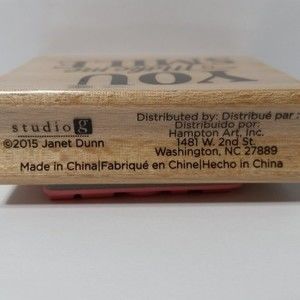 YOU
studio g
©2015 Janet Dunn
Distributed by: Distribué par :
Distribuido por:
Hampton Art, Inc.
1481 W. 2nd St.
Washington, NC 27889
Made in China|Fabriqué en Chine|Hecho in China